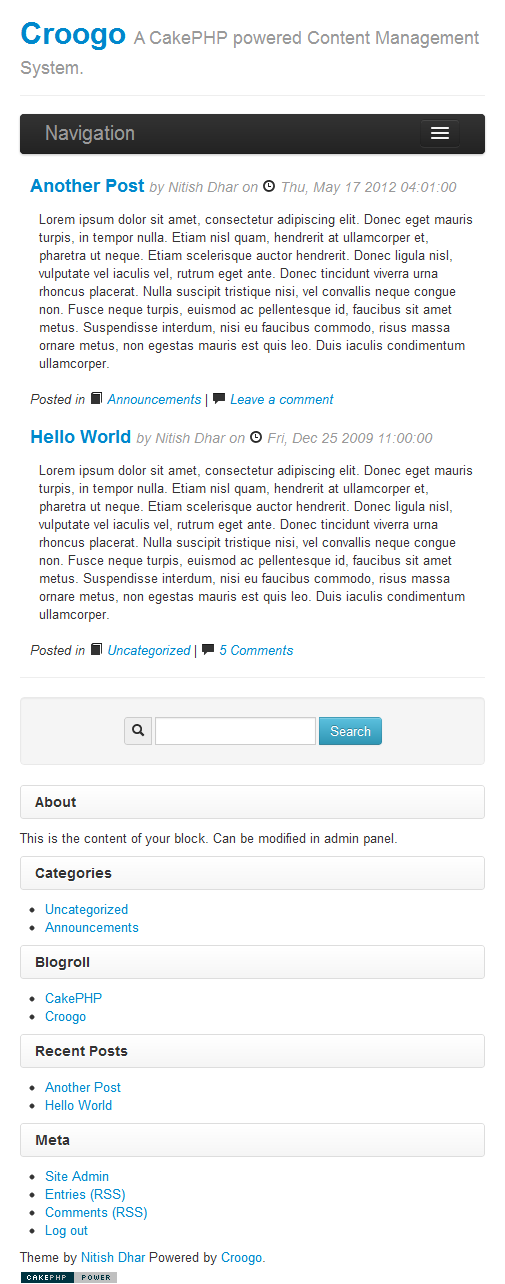 Croogo A CakePHP powered Content Management
System.
Navigation
Another Post by Nitish Dhar on Thu, May 17 2012 04:01:00
Lorem ipsum dolor sit amet, consectetur adipiscing elit. Donec eget mauris
turpis, in tempor nulla. Etiam nisl quam, hendrerit at ullamcorper et,
pharetra ut neque. Etiam scelerisque auctor hendrerit. Donec ligula nisl,
vulputate vel iaculis vel, rutrum eget ante. Donec tincidunt viverra urna
rhoncus placerat. Nulla suscipit tristique nisi, vel convallis neque congue
non. Fusce neque turpis, euismod ac pellentesque id, faucibus sit amet
metus. Suspendisse interdum, nisi eu faucibus commodo, risus massa
ornare metus, non egestas mauris est quis leo. Duis iaculis condimentum
ullamcorper.
Posted in Announcements | Leave a comment
Hello World by Nitish Dhar on Fri, Dec 25 2009 11:00:00
Lorem ipsum dolor sit amet, consectetur adipiscing elit. Donec eget mauris
turpis, in tempor nulla. Etiam nisl quam, hendrerit at ullamcorper et,
pharetra ut neque. Etiam scelerisque auctor hendrerit. Donec ligula nisl,
vulputate vel iaculis vel, rutrum eget ante. Donec tincidunt viverra urna
rhoncus placerat. Nulla suscipit tristique nisi, vel convallis neque congue
non. Fusce neque turpis, euismod ac pellentesque id, faucibus sit amet
metus. Suspendisse interdum, nisi eu faucibus commodo, risus massa
ornare metus, non egestas mauris est quis leo. Duis iaculis condimentum
ullamcorper.
Posted in Uncategorized | 5 Comments
Search
About
This is the content of your block. Can be modified in admin panel.
Categories
Uncategorized
Announcements
Blogroll
CakePHP
Croogo
Recent Posts
Another Post
Hello World
Meta
Site Admin
Entries (RSS)
Comments (RSS)
Log out
Theme by Nitish Dhar Powered by Croogo.
CAKEPHP POWER